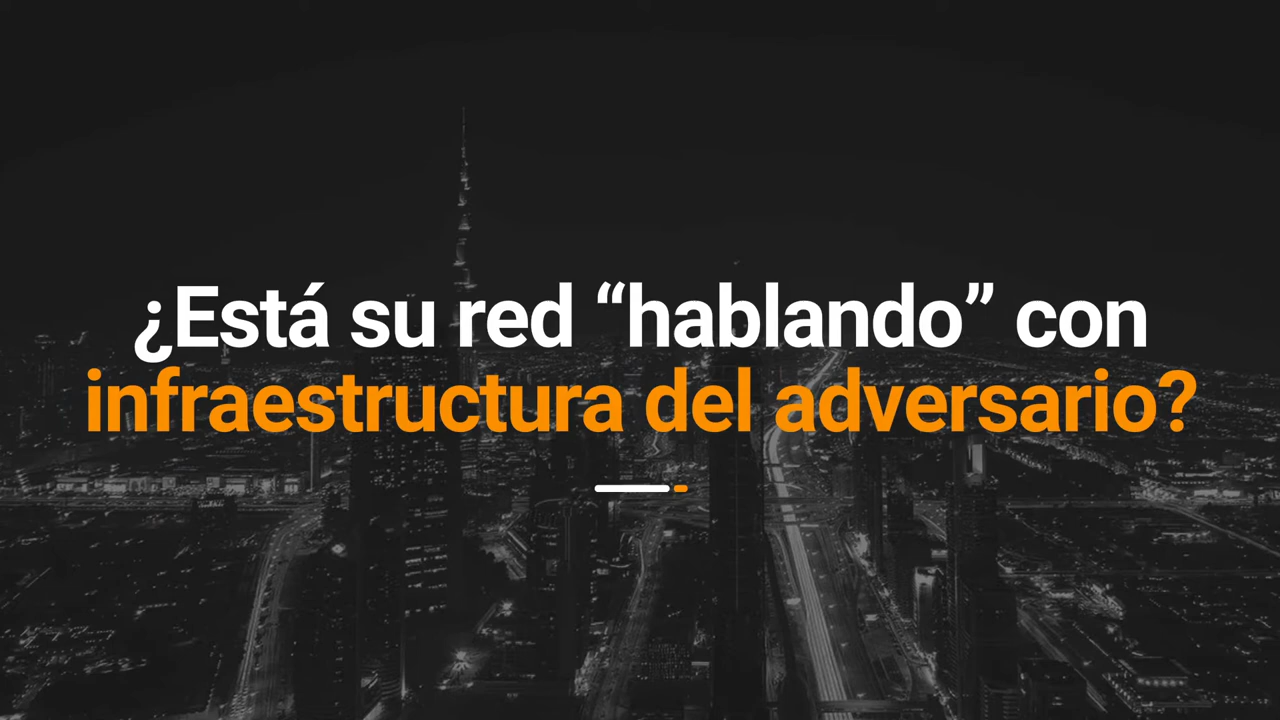 ¿Está su red “hablando” con
infraestructura del adversario?